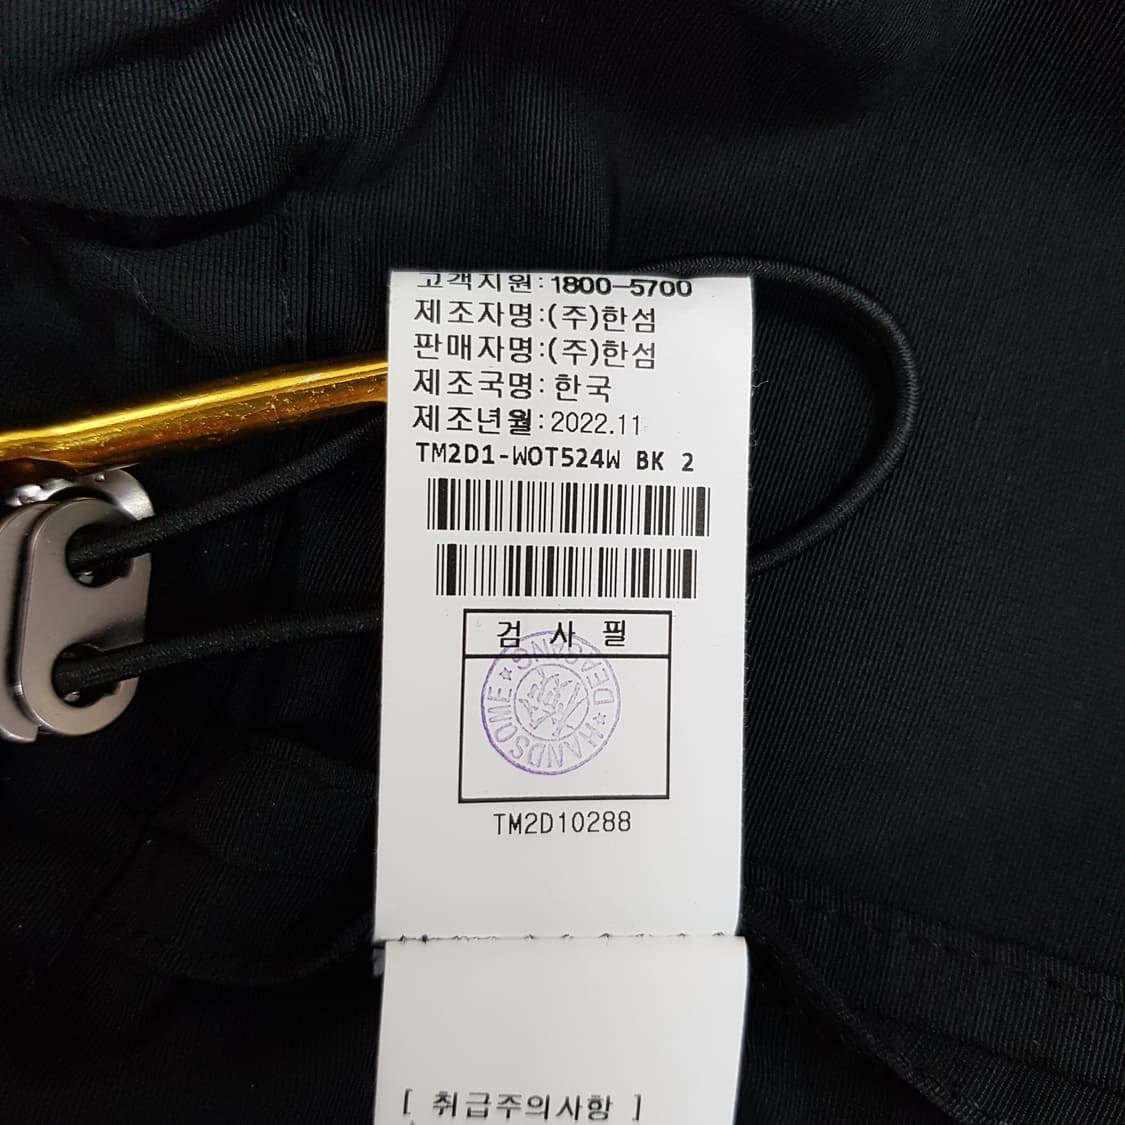 고객지원:1800-5700
제조자명:(주)한섬
판매자명:(주)한섬
제조국명: 한국
제조년월:2022.11
TM2D1-WOT524W BK 2
검 사 필
HANDSOME
TM2D10288
[ 취급주의사항 ]